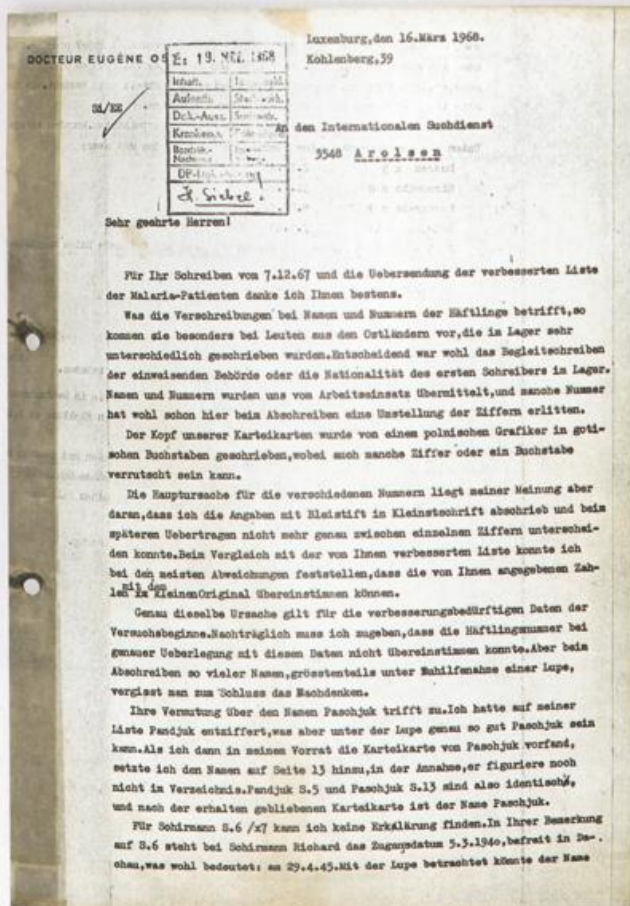 Luxemburg,den 16.März 1968.
Kohlenberg,39
DOCTEUR EUGÈNE OS
E: 19. 1968
Sd/EE
Inhaft.
Aufenth.
Dok.-Ausz.
Krankenp.
H. Siebel
An den Internationalen Suchdienst
3548 Arolsen
Sehr geehrte Herren!
Für Ihr Schreiben vom 7.12.67 und die Uebersendung der verbesserten Liste
der Malaria-Patienten danke ich Ihnen bestens.
Was die Verschreibungen bei Namen und Nummern der Häftlinge betrifft,so
kommen sie besonders bei Leuten aus den Ostländern vor,die im Lager sehr
unterschiedlich geschrieben wurden.Entscheidend war wohl das Begleitschreiben
der einweisenden Behörde oder die Nationalität des ersten Schreibers im Lager.
Namen und Nummern wurden uns vom Arbeitseinsatz übermittelt,und manche Nummer
hat wohl schon hier beim Abschreiben eine Umstellung der Ziffern erlitten.
Der Kopf unserer Karteikarten wurde von einem polnischen Grafiker in goti-
schen Buchstaben geschrieben,wobei auch manche Ziffer oder ein Buchstabe
verrutscht sein kann.
Die Hauptursache für die verschiedenen Nummern liegt meiner Meinung aber
daran,dass ich die Angaben mit Bleistift in Kleinstschrift abschrieb und beim
späteren Uebertragen nicht mehr genau zwischen einzelnen Ziffern unterschei-
den konnte.Beim Vergleich mit der von Ihnen verbesserten Liste konnte ich
bei den meisten Abweichungen feststellen,dass die von Ihnen angegebenen Zah-
mit dem
len im kleinenOriginal übereinstimmen können.
Genau dieselbe Ursache gilt für die verbesserungsbedürftigen Daten der
Versuchsbeginne.Nachträglich muss ich zugeben,dass die Häftlingsnummer bei
genauer Ueberlegung mit diesen Daten nicht übereinstimmen konnte.Aber beim
Abschreiben so vieler Namen,grösstenteils unter Zuhilfenahme einer Lupe,
vergisst man zum Schluss das Nachdenken.
Ihre Vermutung über den Namen Paschjuk trifft zu.Ich hatte auf meiner
Liste Pandjuk entziffert,was aber unter der Lupe genau so gut Paschjuk sein
kann.Als ich dann in meinem Vorrat die Karteikarte von Paschjuk vorfand,
setzte ich den Namen auf Seite 13 hinzu,in der Annahme,er figuriere noch
nicht im Verzeichnis.Pandjuk S.5 und Paschjuk S.13 sind also identisch,
und nach der erhalten gebliebenen Karteikarte ist der Name Paschjuk.
Für Schirmann S.6 /x7 kann ich keine Erklärung finden.In Ihrer Bemerkung
auf S.6 steht bei Schirmann Richard das Zugangsdatum 5.3.1940,befreit in Da-
chau,was wohl bedeutet: am 29.4.45.Mit der Lupe betrachtet könnte der Name